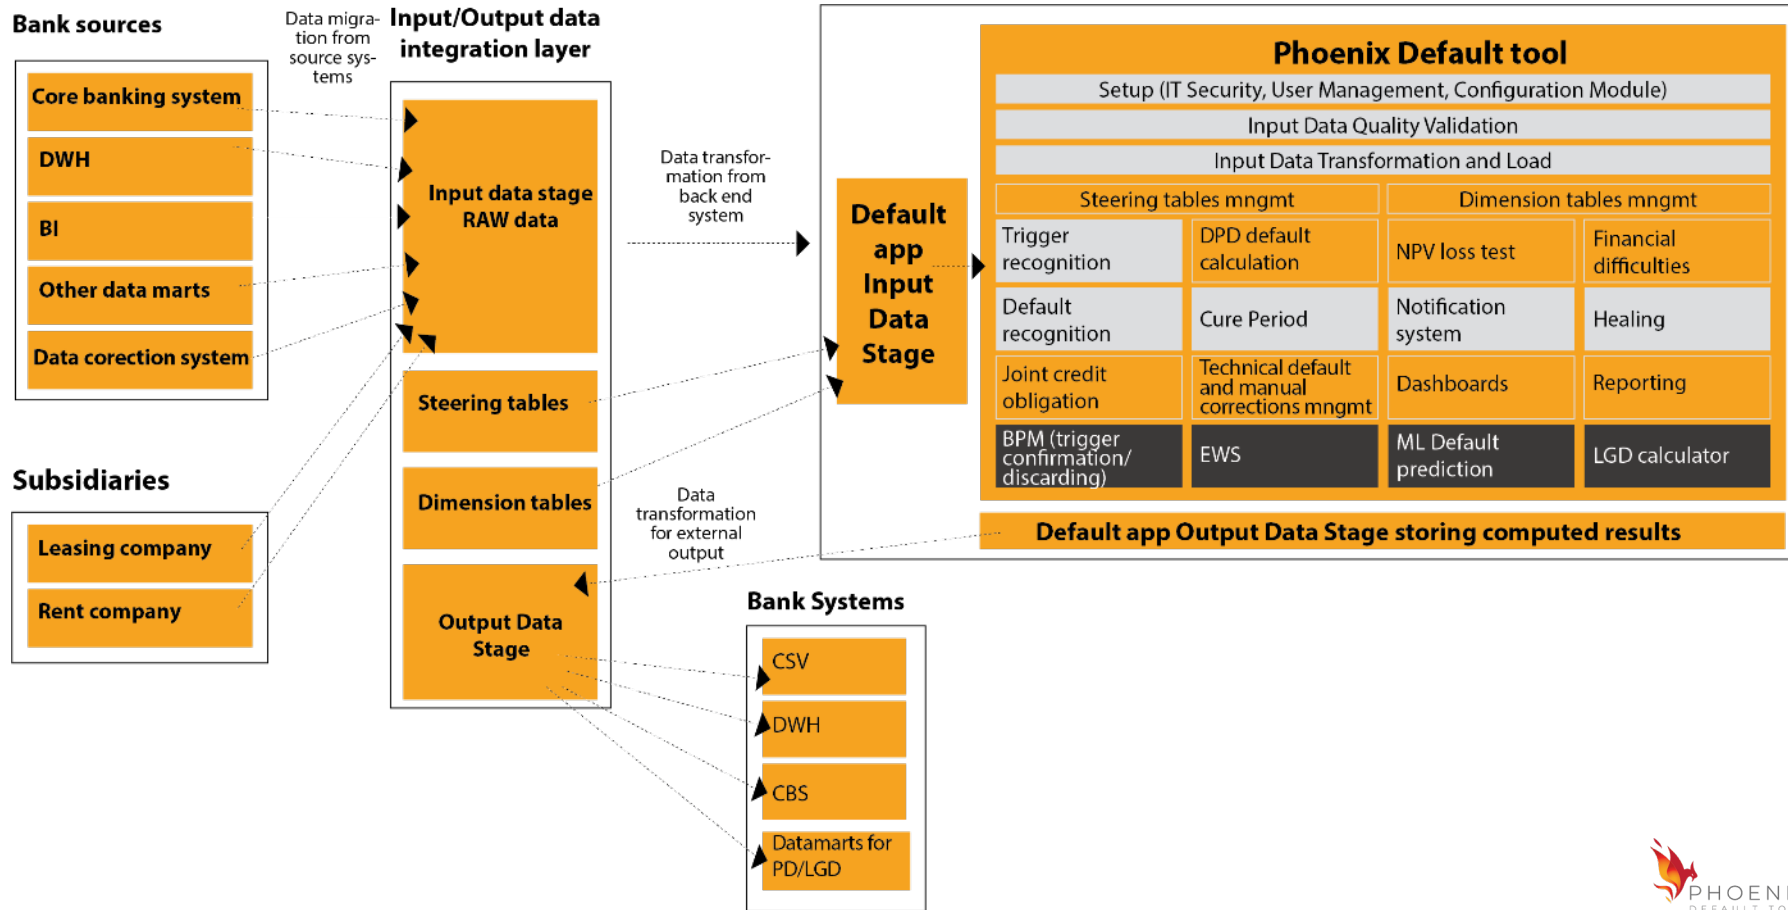 Bank sources
Core banking system
DWH
BI
Other data marts
Data corection system
Subsidiaries
Leasing company
Rent company
Data migra-
tion from
source sys-
tems
Input/Output data
integration layer
Input data stage
RAW data
Steering tables
Dimension tables
Output Data
Stage
Data transfor-
mation from
back end
system
Data
transformation
for external
output
Bank Systems
CSV
DWH
CBS
Datamarts for
PD/LGD
Default
app
Input
Data
Stage
Phoenix Default tool
Setup (IT Security, User Management, Configuration Module)
Input Data Quality Validation
Input Data Transformation and Load
Steering tables mngmt
Dimension tables mngmt
Trigger
recognition
DPD default
calculation
NPV loss test
Financial
difficulties
Default
recognition
Cure Period
Notification
system
Healing
Joint credit
obligation
Technical default
and manual
corrections mngmt
Dashboards
Reporting
BPM (trigger
confirmation/
discarding)
EWS
ML Default
prediction
LGD calculator
Default app Output Data Stage storing computed results
PHOENI
DEFAULT TO